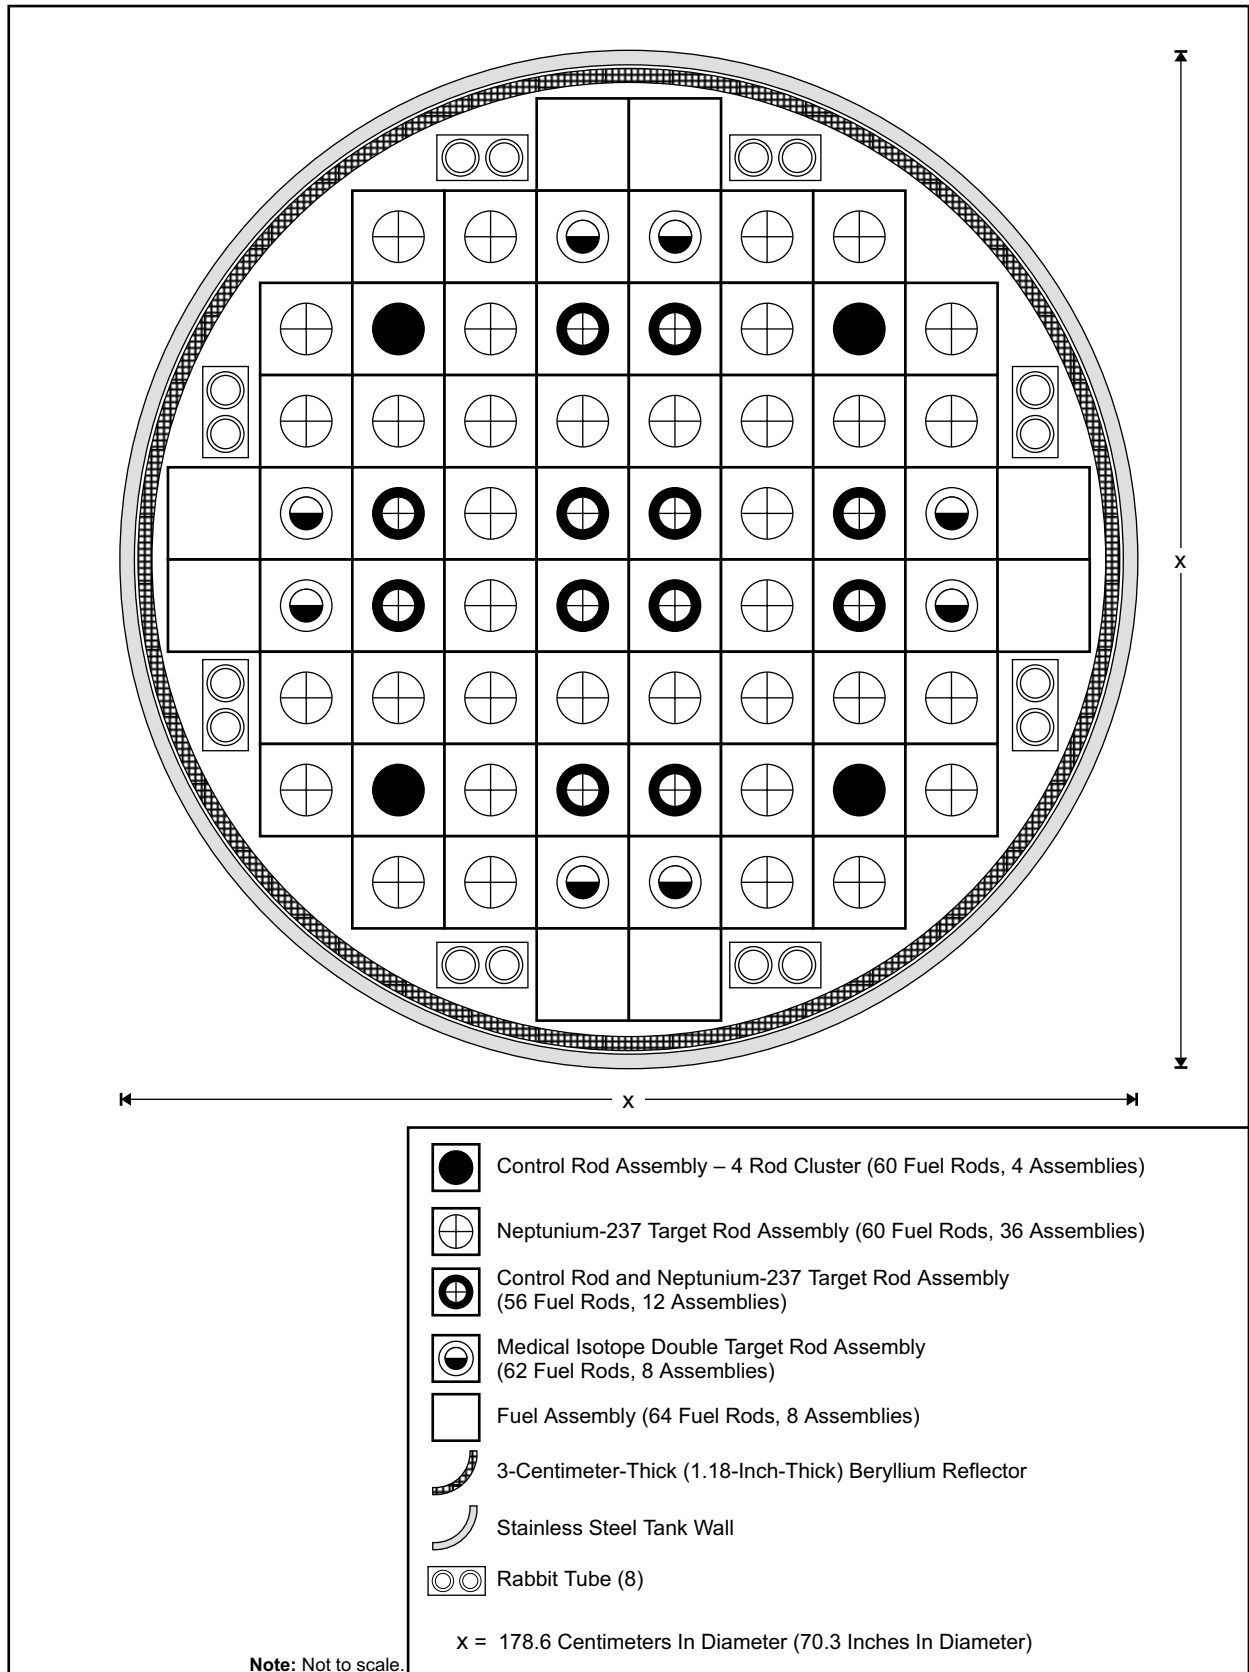 x
x
Control Rod Assembly – 4 Rod Cluster (60 Fuel Rods, 4 Assemblies)
Neptunium-237 Target Rod Assembly (60 Fuel Rods, 36 Assemblies)
Control Rod and Neptunium-237 Target Rod Assembly
(56 Fuel Rods, 12 Assemblies)
Medical Isotope Double Target Rod Assembly
(62 Fuel Rods, 8 Assemblies)
Fuel Assembly (64 Fuel Rods, 8 Assemblies)
3-Centimeter-Thick (1.18-Inch-Thick) Beryllium Reflector
Stainless Steel Tank Wall
Rabbit Tube (8)
x = 178.6 Centimeters In Diameter (70.3 Inches In Diameter)
Note: Not to scale.